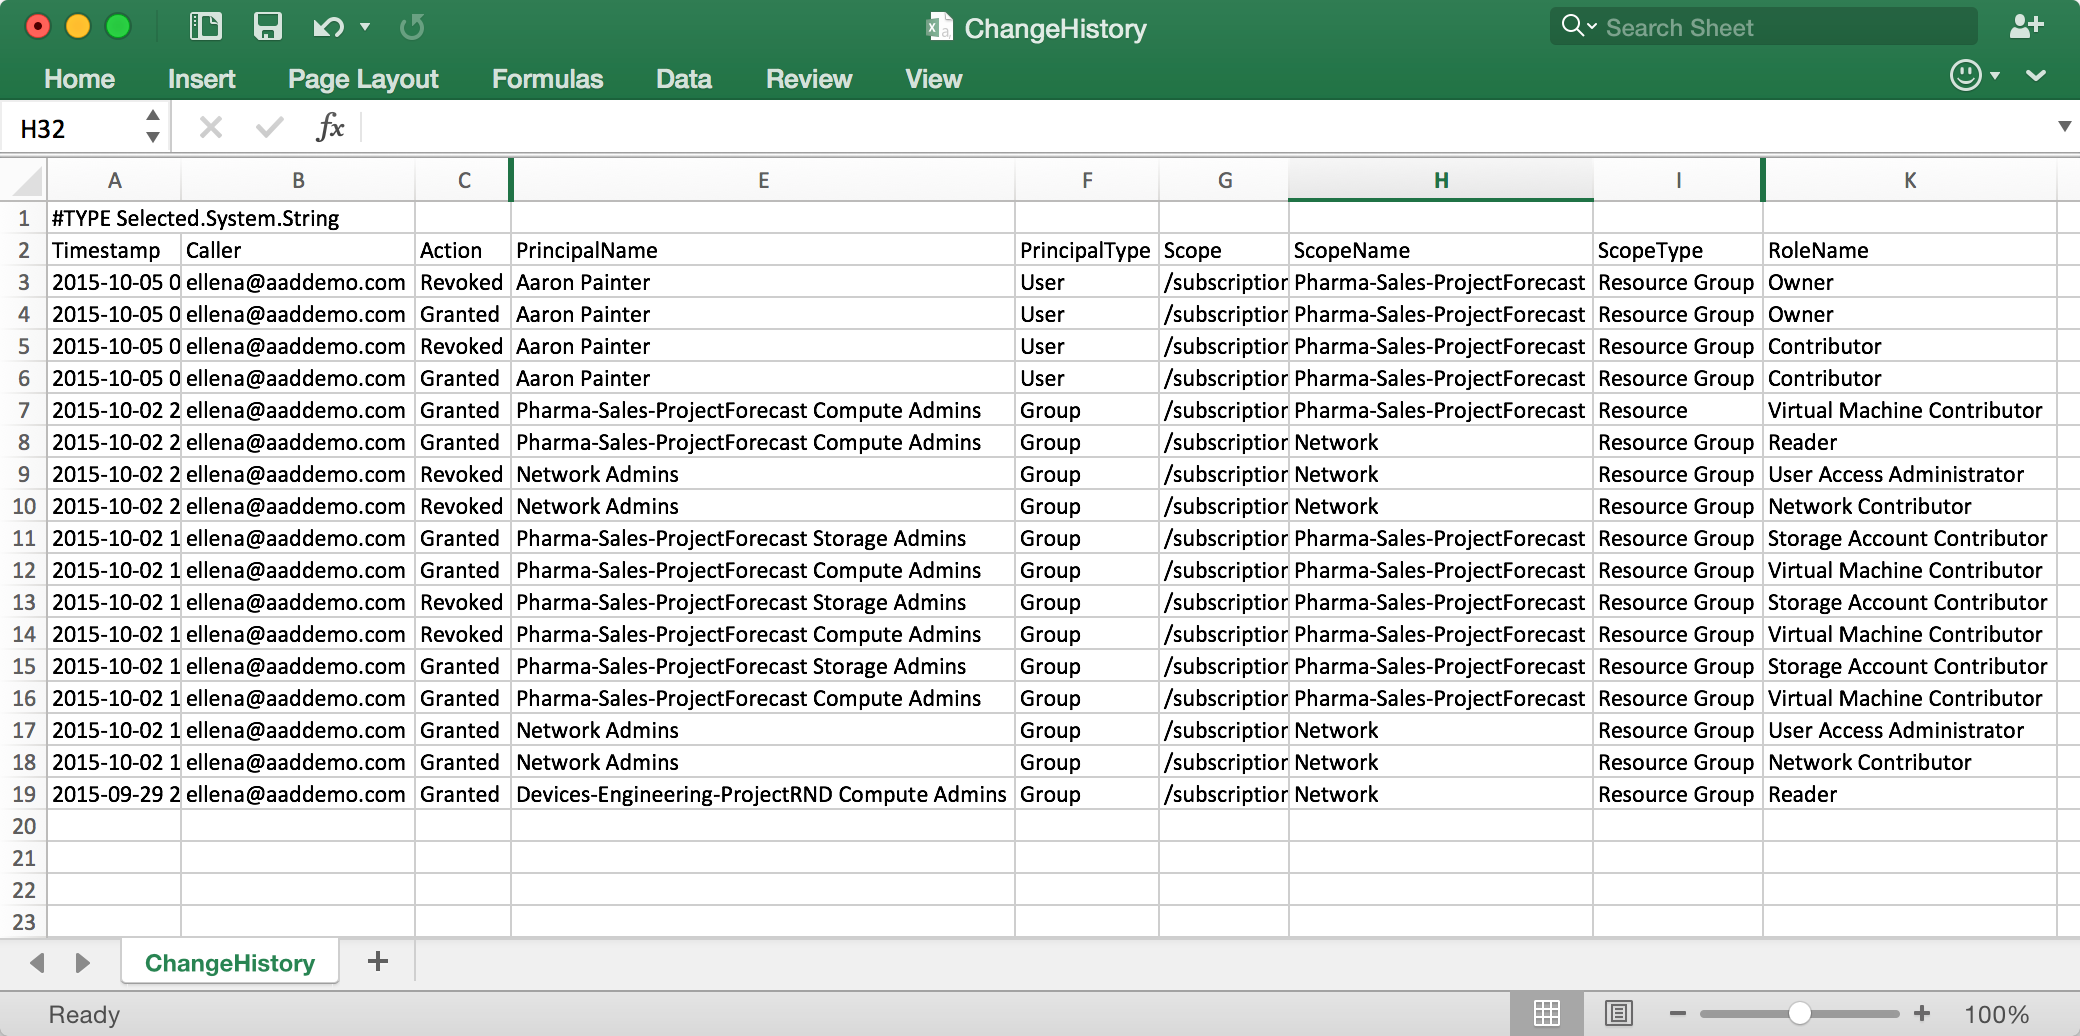 ChangeHistory
Search Sheet
Home Insert Page Layout Formulas Data Review View
H32 fx
A B C E F G H I K
1 #TYPE Selected.System.String
2 Timestamp Caller Action PrincipalName PrincipalType Scope ScopeName ScopeType RoleName
3 2015-10-05 0 ellena@aaddemo.com Revoked Aaron Painter User /subscription Pharma-Sales-ProjectForecast Resource Group Owner
4 2015-10-05 0 ellena@aaddemo.com Granted Aaron Painter User /subscription Pharma-Sales-ProjectForecast Resource Group Owner
5 2015-10-05 0 ellena@aaddemo.com Revoked Aaron Painter User /subscription Pharma-Sales-ProjectForecast Resource Group Contributor
6 2015-10-05 0 ellena@aaddemo.com Granted Aaron Painter User /subscription Pharma-Sales-ProjectForecast Resource Group Contributor
7 2015-10-02 2 ellena@aaddemo.com Granted Pharma-Sales-ProjectForecast Compute Admins Group /subscription Pharma-Sales-ProjectForecast Resource Virtual Machine Contributor
8 2015-10-02 2 ellena@aaddemo.com Granted Pharma-Sales-ProjectForecast Compute Admins Group /subscription Network Resource Group Reader
9 2015-10-02 2 ellena@aaddemo.com Revoked Network Admins Group /subscription Network Resource Group User Access Administrator
10 2015-10-02 2 ellena@aaddemo.com Revoked Network Admins Group /subscription Network Resource Group Network Contributor
11 2015-10-02 1 ellena@aaddemo.com Granted Pharma-Sales-ProjectForecast Storage Admins Group /subscription Pharma-Sales-ProjectForecast Resource Group Storage Account Contributor
12 2015-10-02 1 ellena@aaddemo.com Granted Pharma-Sales-ProjectForecast Compute Admins Group /subscription Pharma-Sales-ProjectForecast Resource Group Virtual Machine Contributor
13 2015-10-02 1 ellena@aaddemo.com Revoked Pharma-Sales-ProjectForecast Storage Admins Group /subscription Pharma-Sales-ProjectForecast Resource Group Storage Account Contributor
14 2015-10-02 1 ellena@aaddemo.com Revoked Pharma-Sales-ProjectForecast Compute Admins Group /subscription Pharma-Sales-ProjectForecast Resource Group Virtual Machine Contributor
15 2015-10-02 1 ellena@aaddemo.com Granted Pharma-Sales-ProjectForecast Storage Admins Group /subscription Pharma-Sales-ProjectForecast Resource Group Storage Account Contributor
16 2015-10-02 1 ellena@aaddemo.com Granted Pharma-Sales-ProjectForecast Compute Admins Group /subscription Pharma-Sales-ProjectForecast Resource Group Virtual Machine Contributor
17 2015-10-02 1 ellena@aaddemo.com Granted Network Admins Group /subscription Network Resource Group User Access Administrator
18 2015-10-02 1 ellena@aaddemo.com Granted Network Admins Group /subscription Network Resource Group Network Contributor
19 2015-09-29 2 ellena@aaddemo.com Granted Devices-Engineering-ProjectRND Compute Admins Group /subscription Network Resource Group Reader
20
21
22
23
ChangeHistory +
Ready 100%